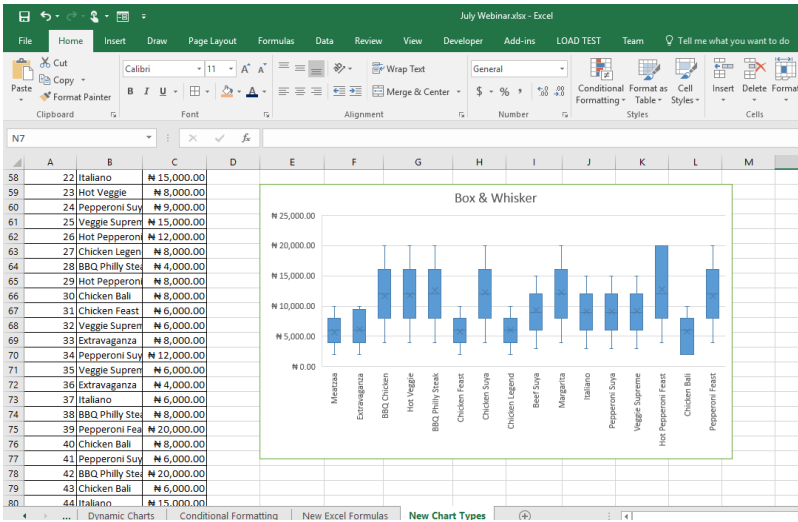 July Webinar.xlsx - Excel
File Home Insert Draw Page Layout Formulas Data Review View Developer Add-ins LOAD TEST Team Tell me what you want to do
Paste
Cut
Copy
Format Painter
Clipboard
Calibri 11 A A
B I U A
Font
Wrap Text
Merge & Center
Alignment
General
$ % , .0 .00 .00 .0
Number
Conditional Formatting
Format as Table
Cell Styles
Styles
Insert Delete Format
Cells
N7 fx
A B C D E F G H I J K L M
58 22 Italiano ₦ 15,000.00
59 23 Hot Veggie ₦ 8,000.00
60 24 Pepperoni Suy ₦ 9,000.00
61 25 Veggie Suprem ₦ 15,000.00
62 26 Hot Pepperoni ₦ 12,000.00
63 27 Chicken Legen ₦ 8,000.00
64 28 BBQ Philly Stea ₦ 4,000.00
65 29 Hot Pepperoni ₦ 8,000.00
66 30 Chicken Bali ₦ 8,000.00
67 31 Chicken Feast ₦ 6,000.00
68 32 Veggie Suprem ₦ 6,000.00
69 33 Extravaganza ₦ 8,000.00
70 34 Pepperoni Suy ₦ 12,000.00
71 35 Veggie Suprem ₦ 6,000.00
72 36 Extravaganza ₦ 4,000.00
73 37 Italiano ₦ 6,000.00
74 38 BBQ Philly Stea ₦ 8,000.00
75 39 Pepperoni Fea ₦ 20,000.00
76 40 Chicken Bali ₦ 8,000.00
77 41 Pepperoni Suy ₦ 6,000.00
78 42 BBQ Philly Stea ₦ 20,000.00
79 43 Chicken Bali ₦ 6,000.00
80 44 Italiano ₦ 15,000.00
Box & Whisker
₦ 25,000.00
₦ 20,000.00
₦ 15,000.00
₦ 10,000.00
₦ 5,000.00
₦ 0.00
Meatzaa
Extravaganza
BBQ Chicken
Hot Veggie
BBQ Philly Steak
Chicken Feast
Chicken Suya
Chicken Legend
Beef Suya
Margarita
Italiano
Pepperoni Suya
Veggie Supreme
Hot Pepperoni Feast
Chicken Bali
Pepperoni Feast
... Dynamic Charts Conditional Formatting New Excel Formulas New Chart Types